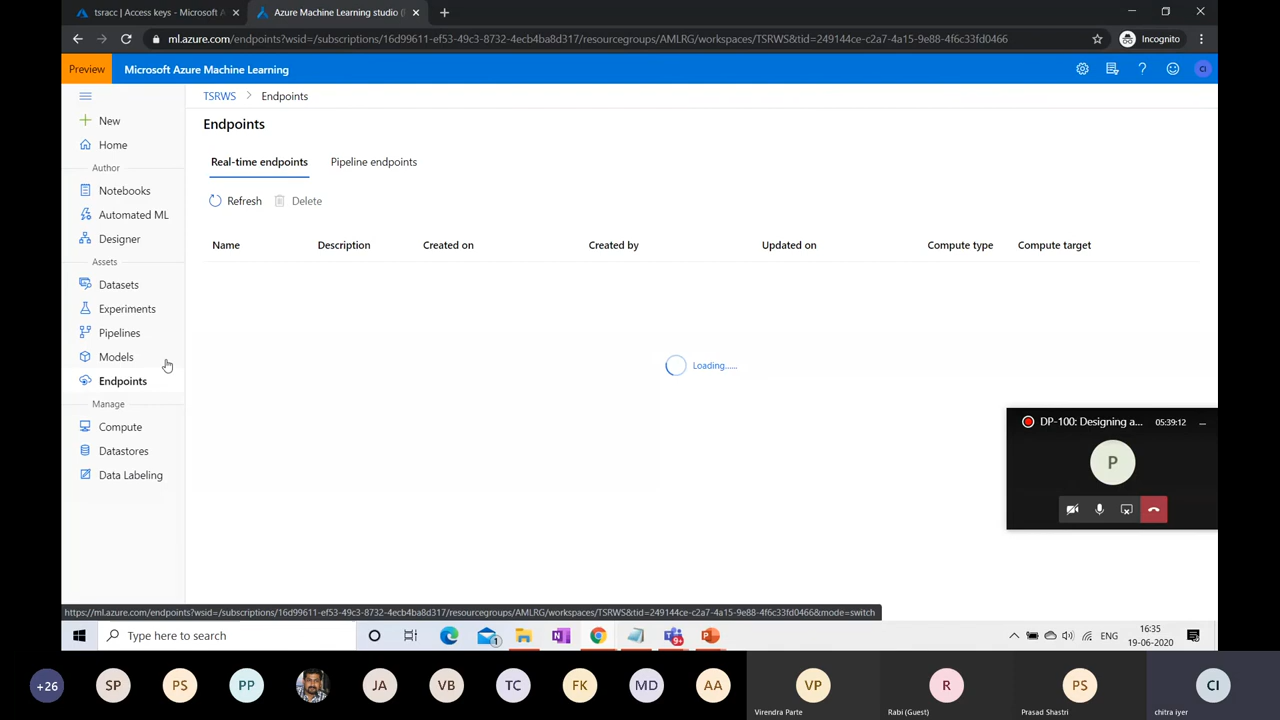 tsracc | Access keys - Microsoft A
Azure Machine Learning studio (
ml.azure.com/endpoints?wsid=/subscriptions/16d99611-ef53-49c3-8732-4ecb4ba8d317/resourcegroups/AMLRG/workspaces/TSRWS&tid=249144ce-c2a7-4a15-9e88-4f6c33fd0466
Incognito
Preview
Microsoft Azure Machine Learning
CI
TSRWS > Endpoints
New
Home
Author
Notebooks
Automated ML
Designer
Assets
Datasets
Experiments
Pipelines
Models
Endpoints
Manage
Compute
Datastores
Data Labeling
Endpoints
Real-time endpoints Pipeline endpoints
Refresh Delete
Name Description Created on Created by Updated on Compute type Compute target
Loading......
DP-100: Designing a... 05:39:12
P
https://ml.azure.com/endpoints?wsid=/subscriptions/16d99611-ef53-49c3-8732-4ecb4ba8d317/resourcegroups/AMLRG/workspaces/TSRWS&tid=249144ce-c2a7-4a15-9e88-4f6c33fd0466&mode=switch
Type here to search
1
9+
ENG
16:35
19-06-2020
+26 SP PS PP JA VB TC FK MD AA VP R PS CI
Virendra Parte Rabi (Guest) Prasad Shastri chitra iyer